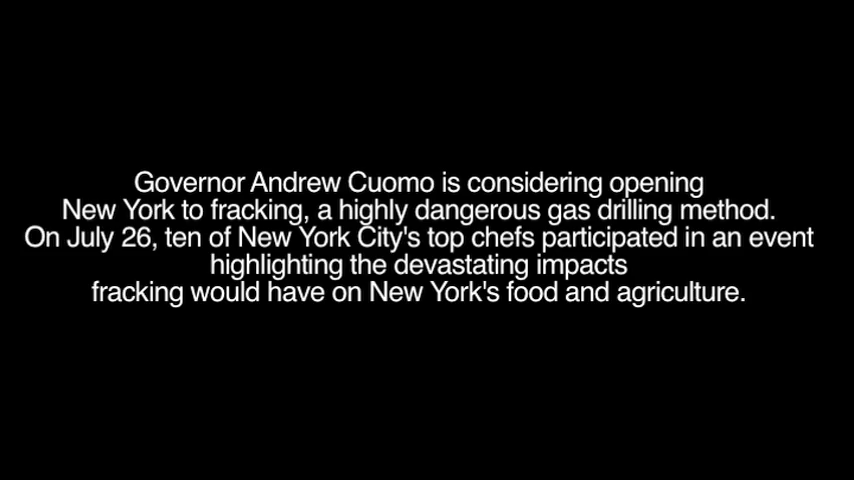 Governor Andrew Cuomo is considering opening
New York to fracking, a highly dangerous gas drilling method.
On July 26, ten of New York City's top chefs participated in an event
highlighting the devastating impacts
fracking would have on New York's food and agriculture.